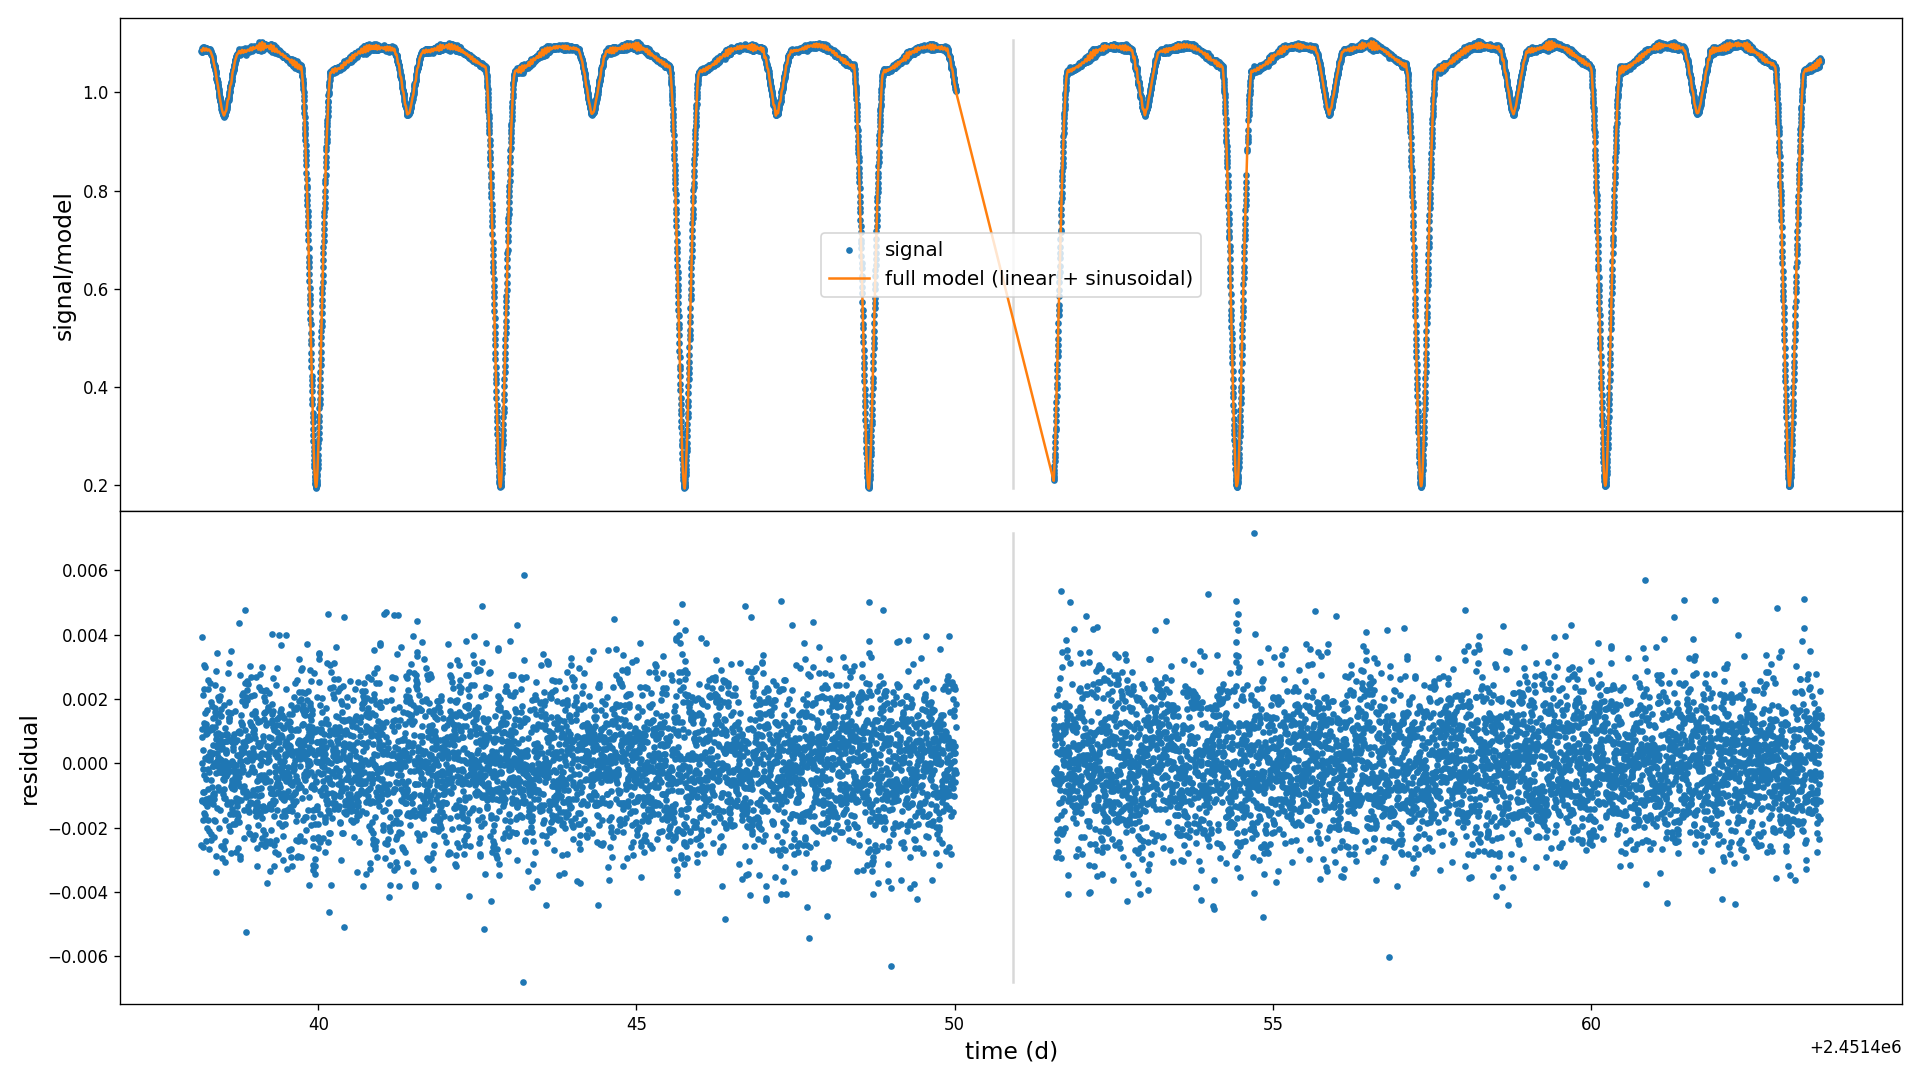 signal/model
1.0
0.8
0.6
0.4
0.2
signal
full model (linear + sinusoidal)
residual
0.006
0.004
0.002
0.000
−0.002
−0.004
−0.006
40
45
50
55
60
time (d)
+2.4514e6